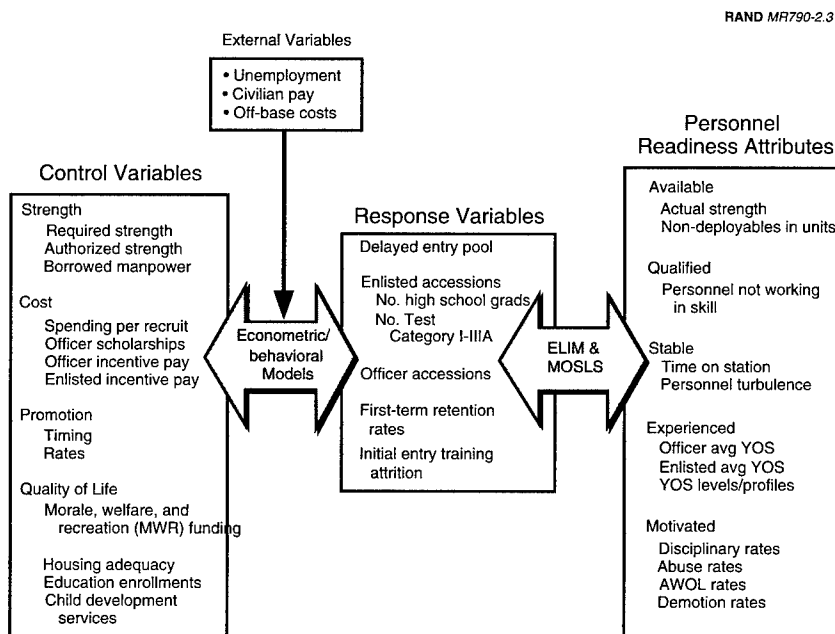 RAND MR790-2.3
External Variables
• Unemployment
• Civilian pay
• Off-base costs
Control Variables
Strength
Required strength
Authorized strength
Borrowed manpower
Cost
Spending per recruit
Officer scholarships
Officer incentive pay
Enlisted incentive pay
Promotion
Timing
Rates
Quality of Life
Morale, welfare, and
recreation (MWR) funding
Housing adequacy
Education enrollments
Child development
services
Econometric/
behavioral
Models
Response Variables
Delayed entry pool
Enlisted accessions
No. high school grads
No. Test
Category I-IIIA
Officer accessions
First-term retention
rates
Initial entry training
attrition
ELIM &
MOSLS
Personnel
Readiness Attributes
Available
Actual strength
Non-deployables in units
Qualified
Personnel not working
in skill
Stable
Time on station
Personnel turbulence
Experienced
Officer avg YOS
Enlisted avg YOS
YOS levels/profiles
Motivated
Disciplinary rates
Abuse rates
AWOL rates
Demotion rates